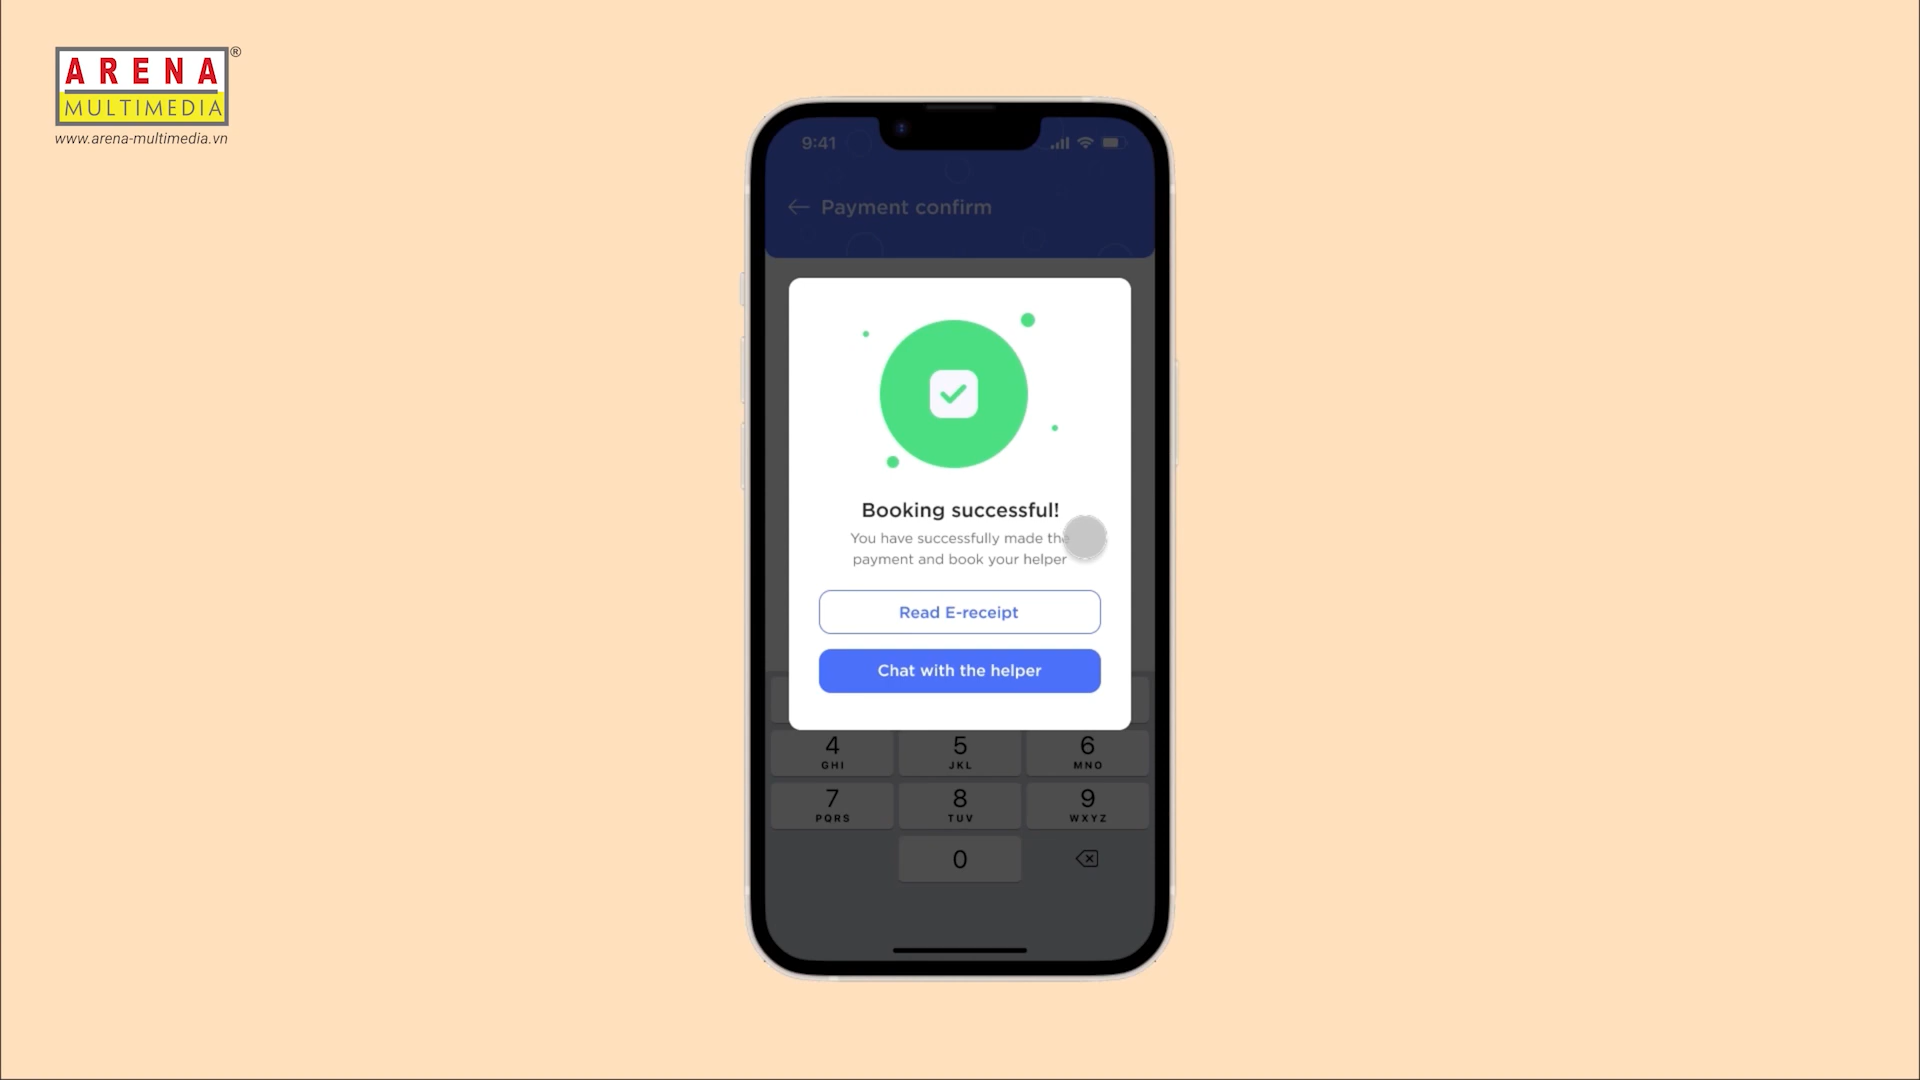 ARENA
MULTIMEDIA
®
www.arena-multimedia.vn
9:41
Payment confirm
Booking successful!
You have successfully made the
payment and book your helper
Read E-receipt
Chat with the helper
4 5 6
GHI JKL MNO
7 8 9
PQRS TUV WXYZ
0